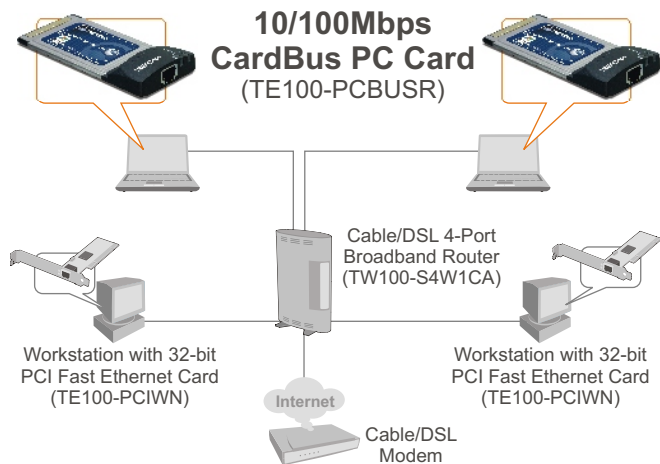 10/100Mbps
CardBus PC Card
(TE100-PCBUSR)
Cable/DSL 4-Port
Broadband Router
(TW100-S4W1CA)
Workstation with 32-bit
PCI Fast Ethernet Card
(TE100-PCIWN)
Workstation with 32-bit
PCI Fast Ethernet Card
(TE100-PCIWN)
Internet
Cable/DSL
Modem